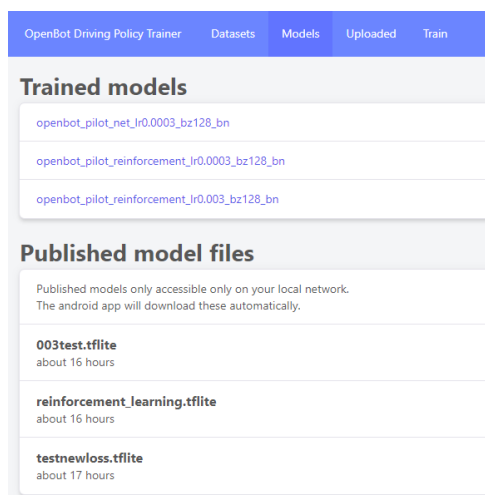 OpenBot Driving Policy Trainer Datasets Models Uploaded Train
Trained models
openbot_pilot_net_lr0.0003_bz128_bn
openbot_pilot_reinforcement_lr0.0003_bz128_bn
openbot_pilot_reinforcement_lr0.003_bz128_bn
Published model files
Published models only accessible only on your local network.
The android app will download these automatically.
003test.tflite
about 16 hours
reinforcement_learning.tflite
about 16 hours
testnewloss.tflite
about 17 hours